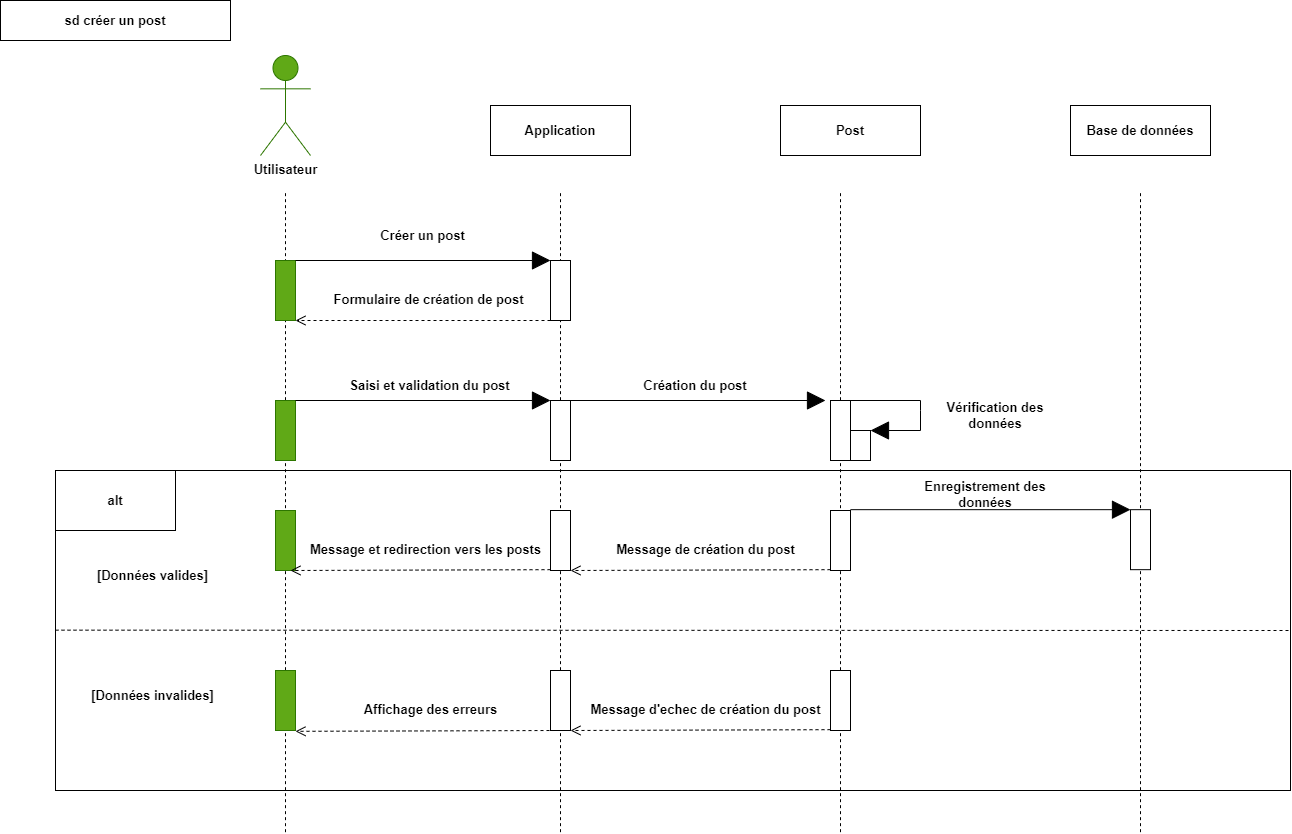 sd créer un post
Utilisateur
Application
Post
Base de données
Créer un post
Formulaire de création de post
Saisi et validation du post
Création du post
Vérification des
données
alt
Enregistrement des
données
Message et redirection vers les posts
Message de création du post
[Données valides]
[Données invalides]
Affichage des erreurs
Message d'echec de création du post